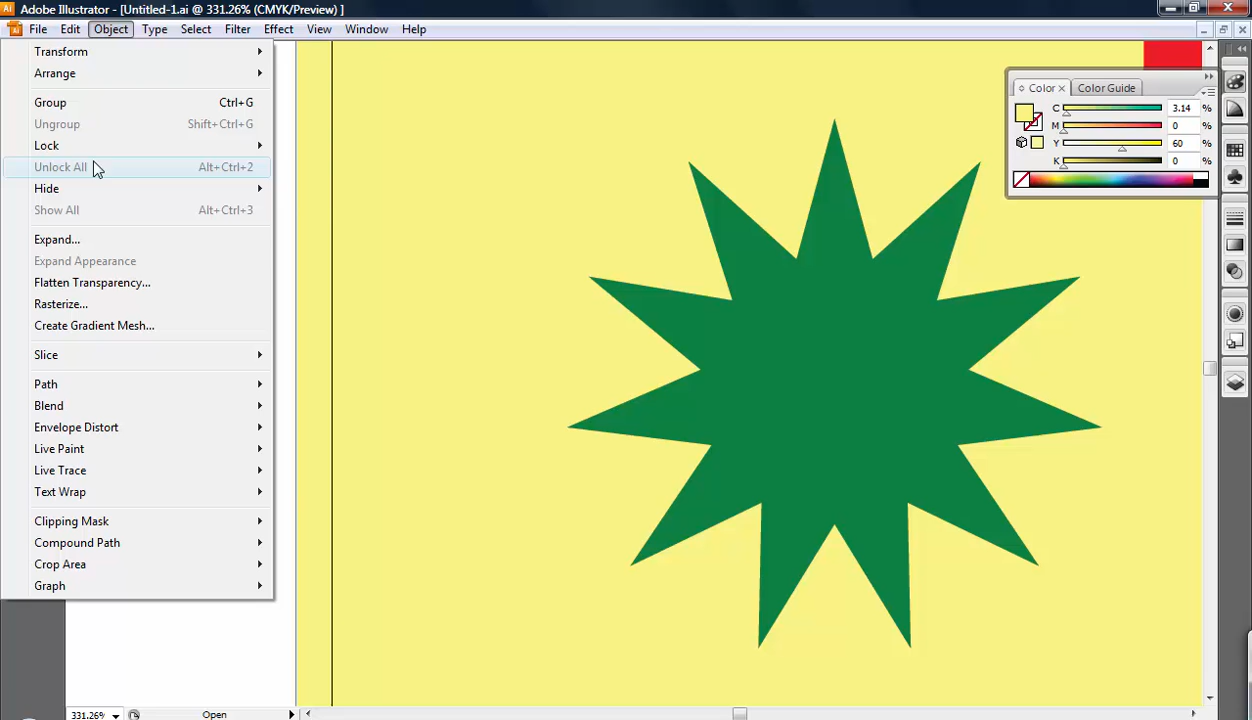 Ai Adobe Illustrator - [Untitled-1.ai @ 331.26% (CMYK/Preview) ]
File Edit Object Type Select Filter Effect View Window Help
Transform
Arrange
Group Ctrl+G
Ungroup Shift+Ctrl+G
Lock
Unlock All Alt+Ctrl+2
Hide
Show All Alt+Ctrl+3
Expand...
Expand Appearance
Flatten Transparency...
Rasterize...
Create Gradient Mesh...
Slice
Path
Blend
Envelope Distort
Live Paint
Live Trace
Text Wrap
Clipping Mask
Compound Path
Crop Area
Graph
Color Color Guide
C 3.14 %
M 0 %
Y 60 %
K 0 %
331.26% Open